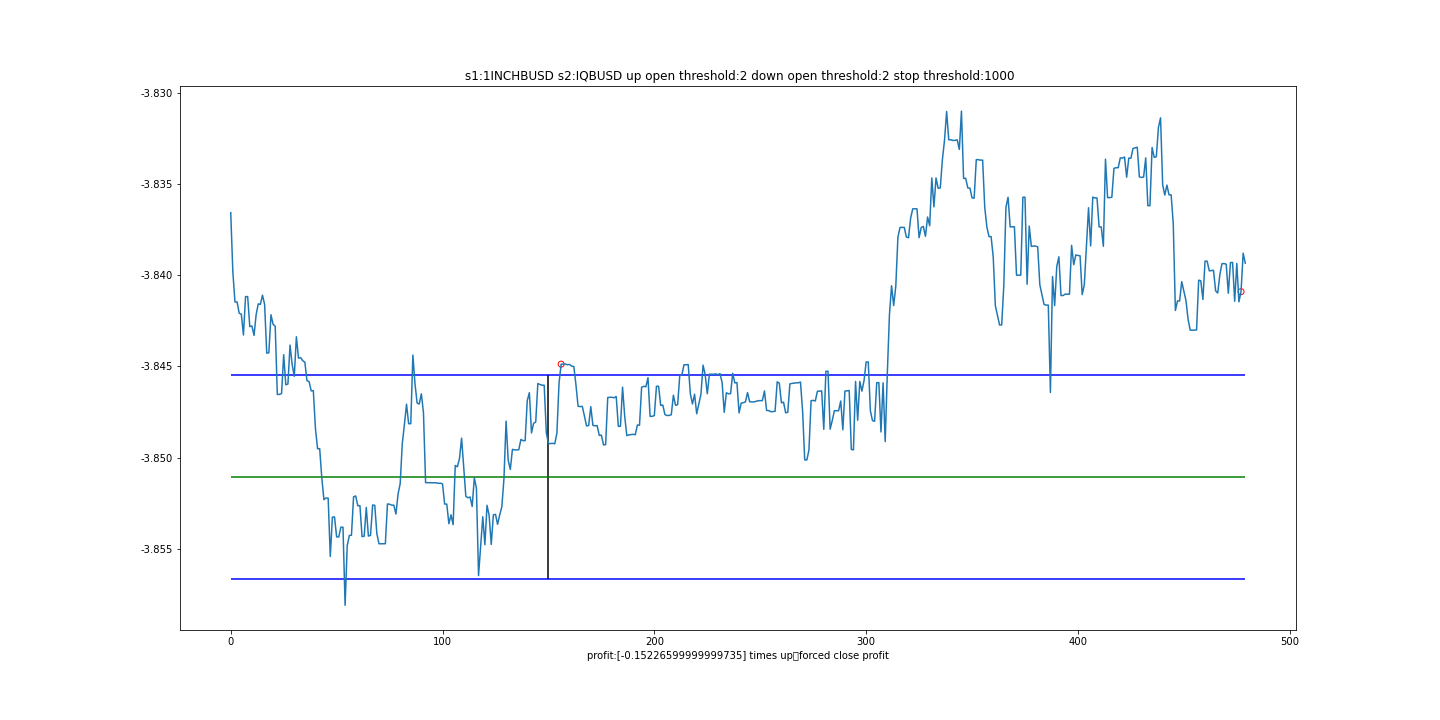 s1:1INCHBUSD s2:IQBUSD up open threshold:2 down open threshold:2 stop threshold:1000
-3.830
-3.835
-3.840
-3.845
-3.850
-3.855
0 100 200 300 400 500
profit:[-0.15226599999999735] times up▯forced close profit